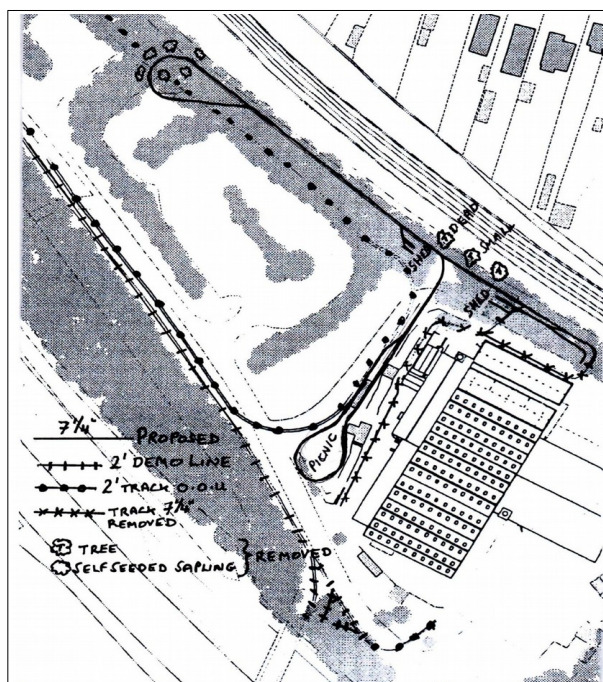 DEAD
SMALL
SHED
SHED
PICNIC
7¼" PROPOSED
2' DEMO LINE
2' TRACK O.O.U
TRACK 7¼" REMOVED
TREE
SELF SEEDED SAPLING } REMOVED